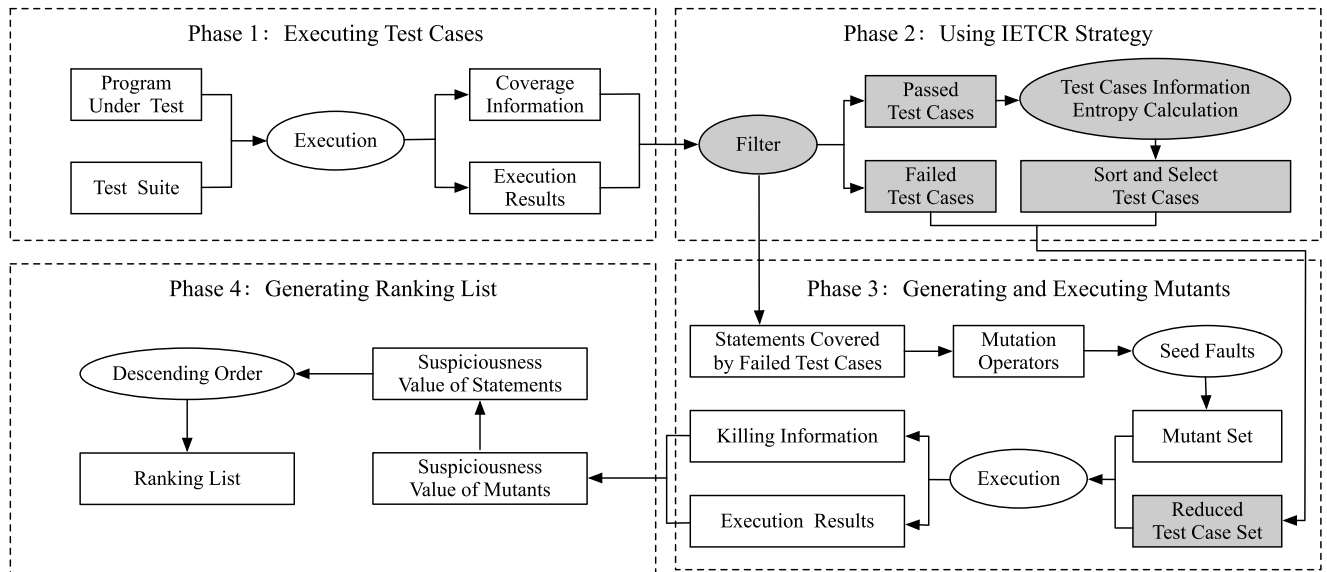 Phase 1：Executing Test Cases
Program
Under Test
Test Suite
Execution
Coverage
Information
Execution
Results
Phase 2：Using IETCR Strategy
Filter
Passed
Test Cases
Failed
Test Cases
Test Cases Information
Entropy Calculation
Sort and Select
Test Cases
Phase 3：Generating and Executing Mutants
Statements Covered
by Failed Test Cases
Mutation
Operators
Seed Faults
Mutant Set
Reduced
Test Case Set
Execution
Killing Information
Execution Results
Phase 4：Generating Ranking List
Suspiciousness
Value of Mutants
Suspiciousness
Value of Statements
Descending Order
Ranking List